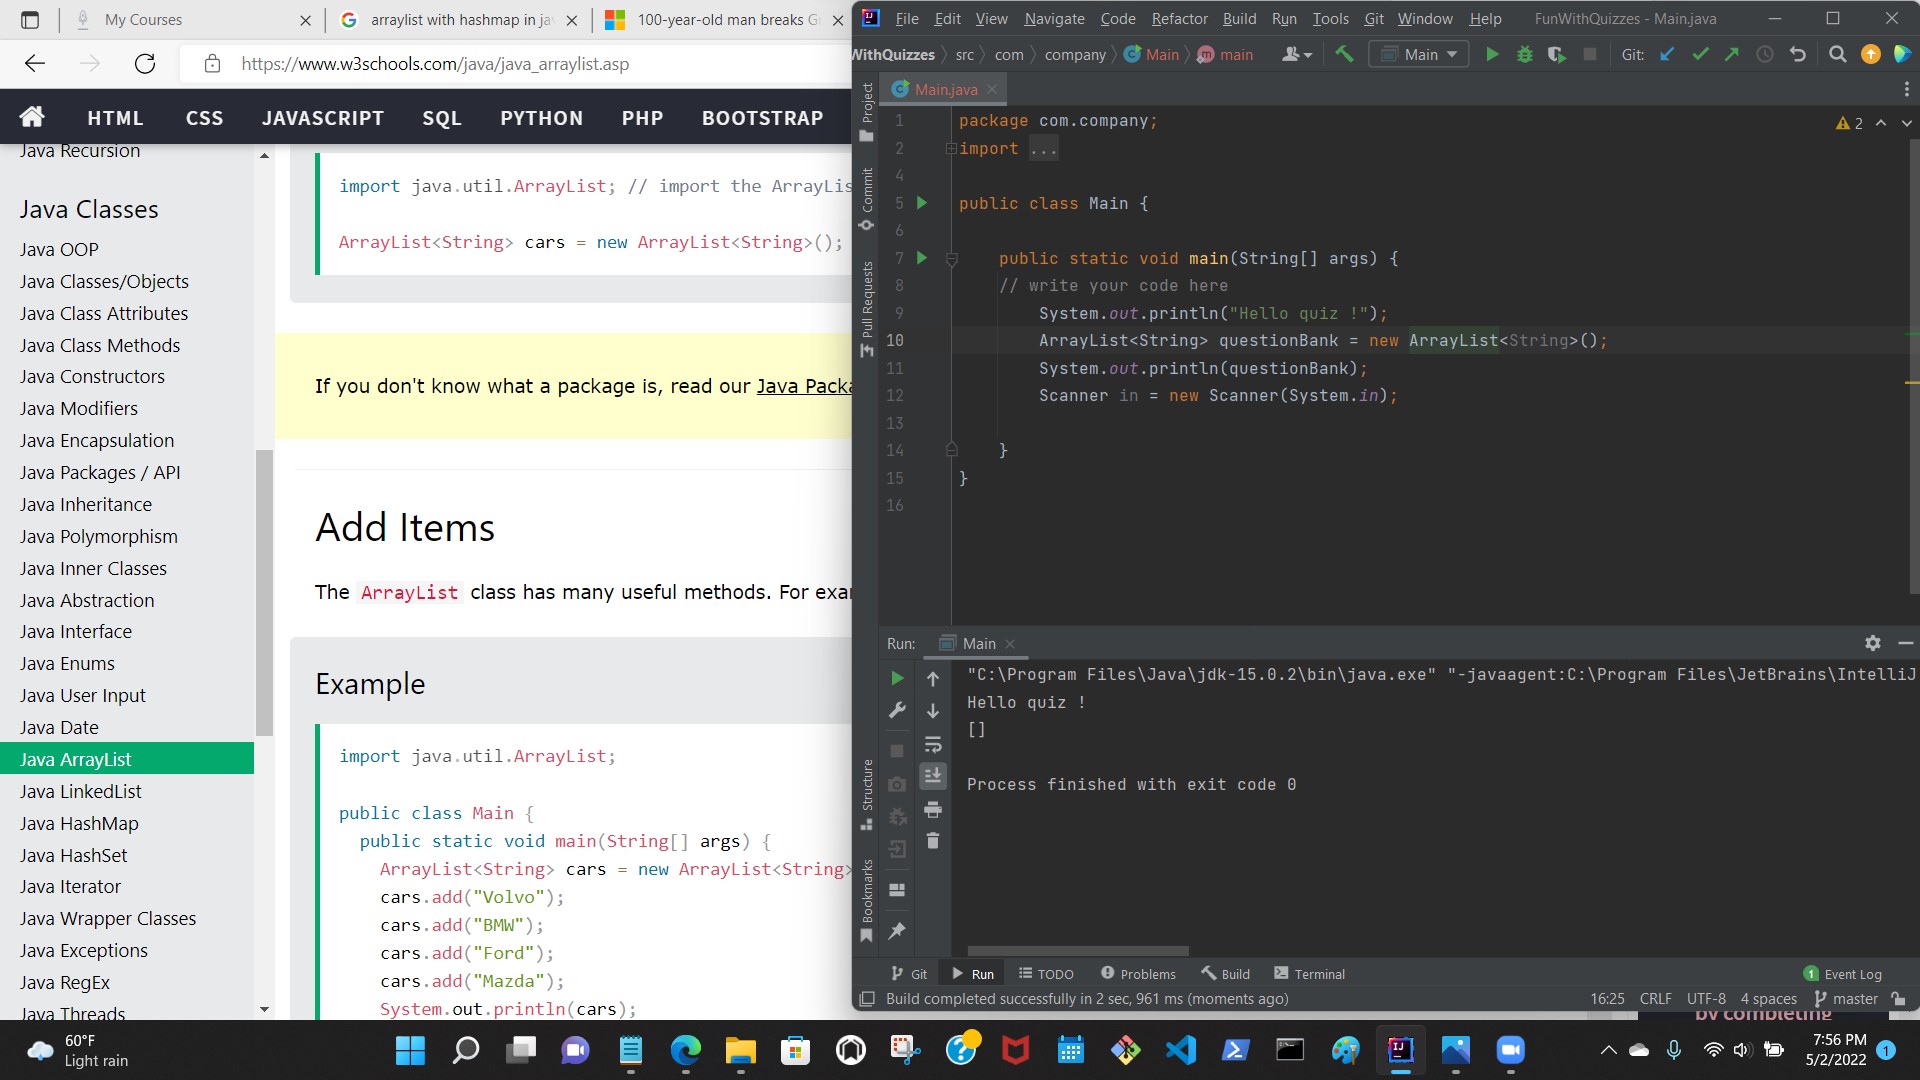 My Courses
arraylist with hashmap in jav
100-year-old man breaks Gu
https://www.w3schools.com/java/java_arraylist.asp
HTML CSS JAVASCRIPT SQL PYTHON PHP BOOTSTRAP
Java Recursion
Java Classes
Java OOP
Java Classes/Objects
Java Class Attributes
Java Class Methods
Java Constructors
Java Modifiers
Java Encapsulation
Java Packages / API
Java Inheritance
Java Polymorphism
Java Inner Classes
Java Abstraction
Java Interface
Java Enums
Java User Input
Java Date
Java ArrayList
Java LinkedList
Java HashMap
Java HashSet
Java Iterator
Java Wrapper Classes
Java Exceptions
Java RegEx
Java Threads
import java.util.ArrayList; // import the ArrayLis
ArrayList<String> cars = new ArrayList<String>();
If you don't know what a package is, read our Java Packa
Add Items
The ArrayList class has many useful methods. For exa
Example
import java.util.ArrayList;
public class Main {
public static void main(String[] args) {
ArrayList<String> cars = new ArrayList<String>
cars.add("Volvo");
cars.add("BMW");
cars.add("Ford");
cars.add("Mazda");
System.out.println(cars);
File Edit View Navigate Code Refactor Build Run Tools Git Window Help FunWithQuizzes - Main.java
WithQuizzes src com company Main main Main Git:
Main.java
Project
Commit
Pull Requests
Structure
Bookmarks
2
1 package com.company;
2 import ...
4
5 public class Main {
6
7 public static void main(String[] args) {
8 // write your code here
9 System.out.println("Hello quiz !");
10 ArrayList<String> questionBank = new ArrayList<String>();
11 System.out.println(questionBank);
12 Scanner in = new Scanner(System.in);
13
14 }
15 }
16
Run: Main
"C:\Program Files\Java\jdk-15.0.2\bin\java.exe" "-javaagent:C:\Program Files\JetBrains\IntelliJ
Hello quiz !
[]
Process finished with exit code 0
Git Run TODO Problems Build Terminal 1 Event Log
Build completed successfully in 2 sec, 961 ms (moments ago) 16:25 CRLF UTF-8 4 spaces master
by completing
60°F
Light rain
7:56 PM
5/2/2022
1